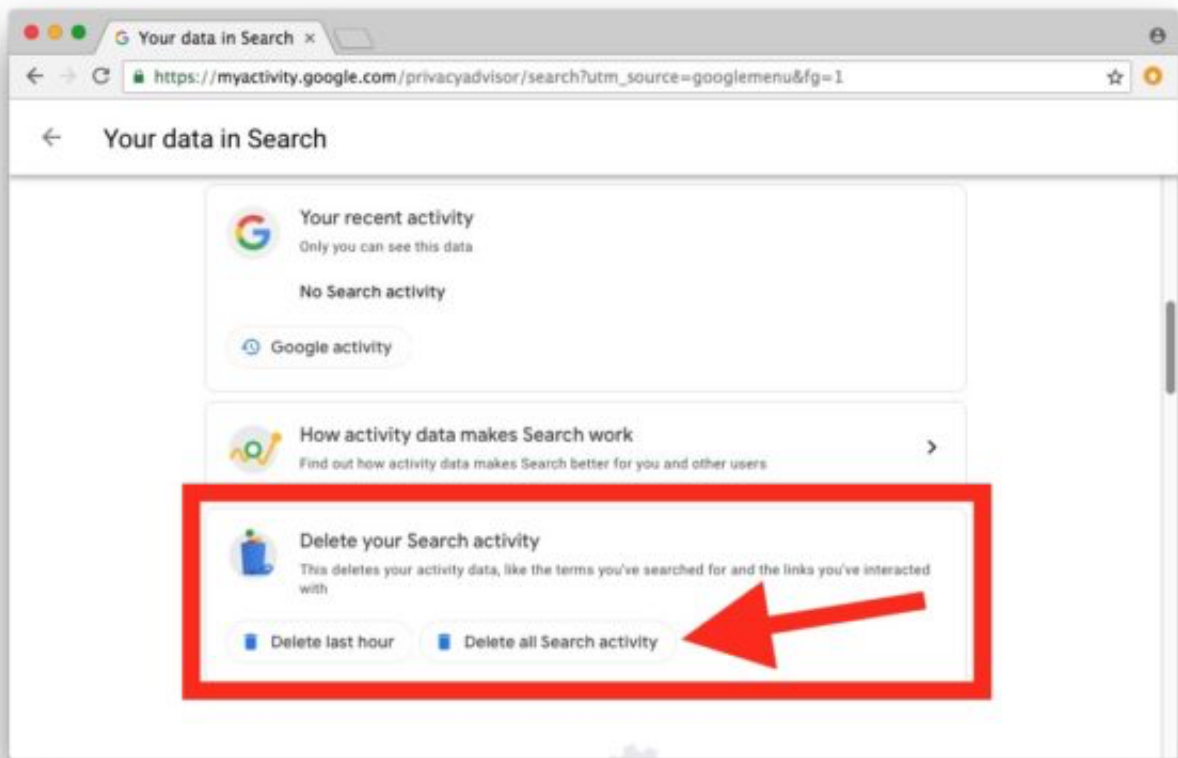 Your data in Search
https://myactivity.google.com/privacyadvisor/search?utm_source=googlemenu&fg=1
Your data in Search
Your recent activity
Only you can see this data
No Search activity
Google activity
How activity data makes Search work
Find out how activity data makes Search better for you and other users
Delete your Search activity
This deletes your activity data, like the terms you've searched for and the links you've interacted
with
Delete last hour
Delete all Search activity